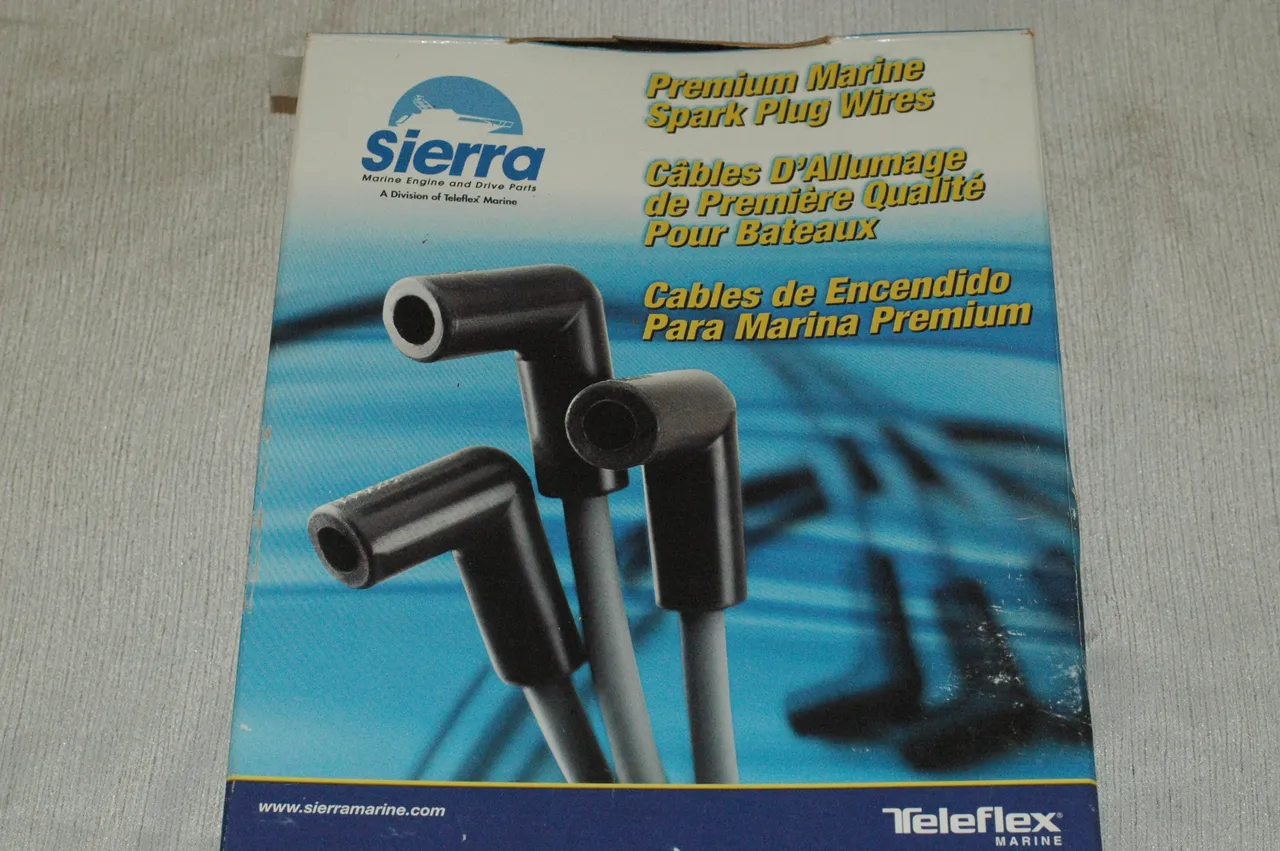 Sierra
Marine Engine and Drive Parts
A Division of Teleflex® Marine
Premium Marine
Spark Plug Wires
Câbles D'Allumage
de Première Qualité
Pour Bateaux
Cables de Encendido
Para Marina Premium
www.sierramarine.com
Teleflex®
MARINE